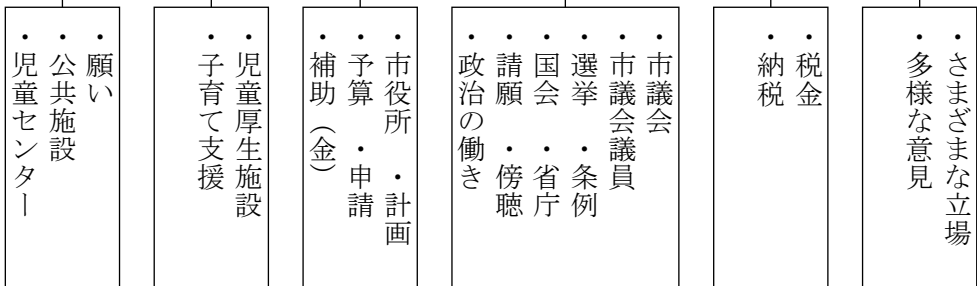 ・さまざまな立場
・多様な意見
・税金
・納税
・市議会
・市議会議員
・選挙 ・条例
・国会 ・省庁
・請願 ・傍聴
・政治の働き
・市役所 ・計画
・予算 ・申請
・補助（金）
・児童厚生施設
・子育て支援
・願い
・公共施設
・児童センター